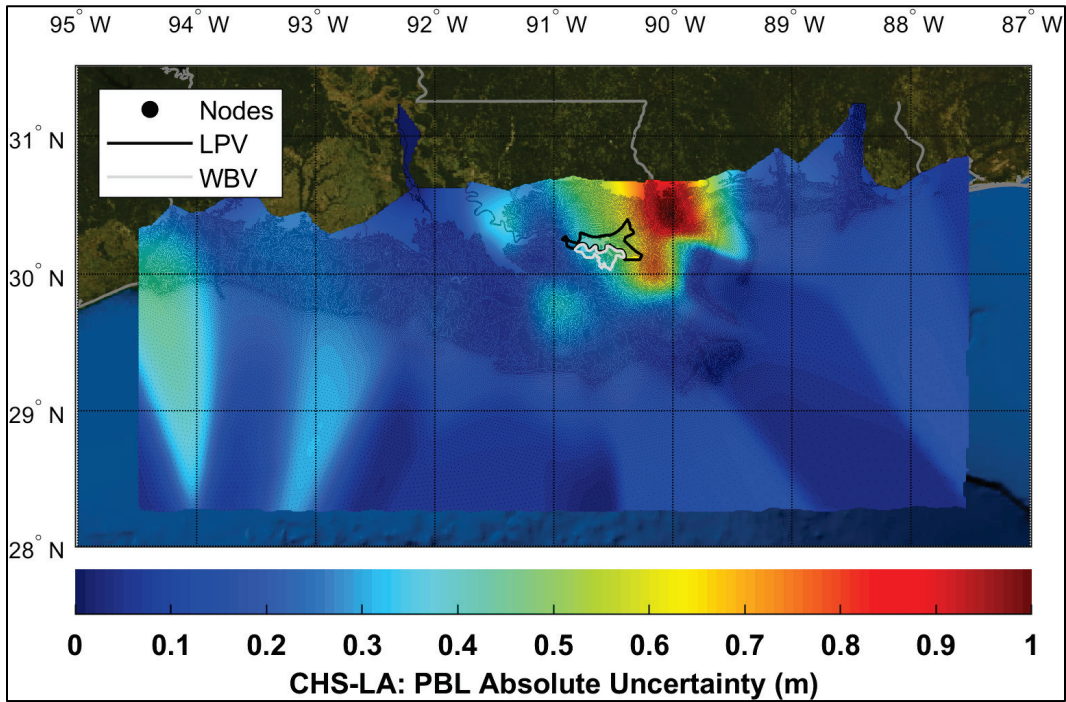 95° W 94° W 93° W 92° W 91° W 90° W 89° W 88° W 87° W
Nodes
LPV
WBV
31° N
30° N
29° N
28° N
0 0.1 0.2 0.3 0.4 0.5 0.6 0.7 0.8 0.9 1
CHS-LA: PBL Absolute Uncertainty (m)